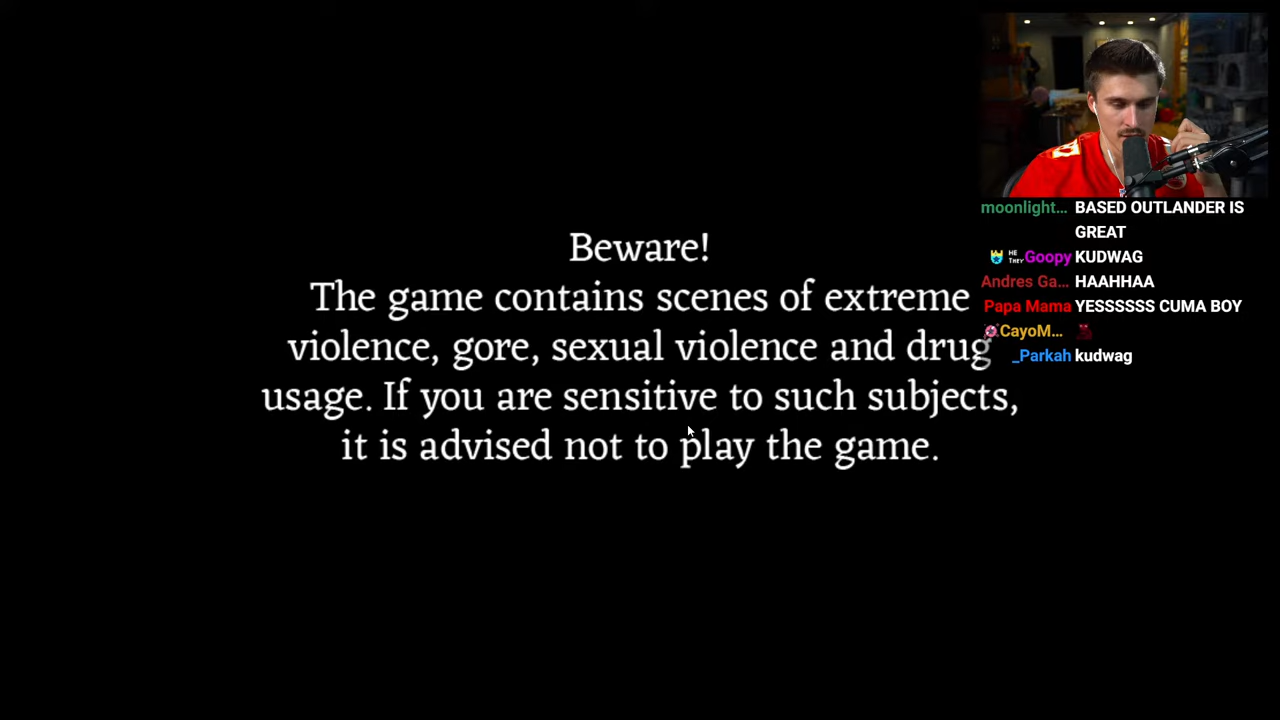 Beware!
The game contains scenes of extreme
violence, gore, sexual violence and drug
usage. If you are sensitive to such subjects,
it is advised not to play the game.
moonlight… BASED OUTLANDER IS
GREAT
HE THEY Goopy KUDWAG
Andres Ga… HAAHHAA
Papa Mama YESSSSSS CUMA BOY
CayoM…
_Parkah kudwag